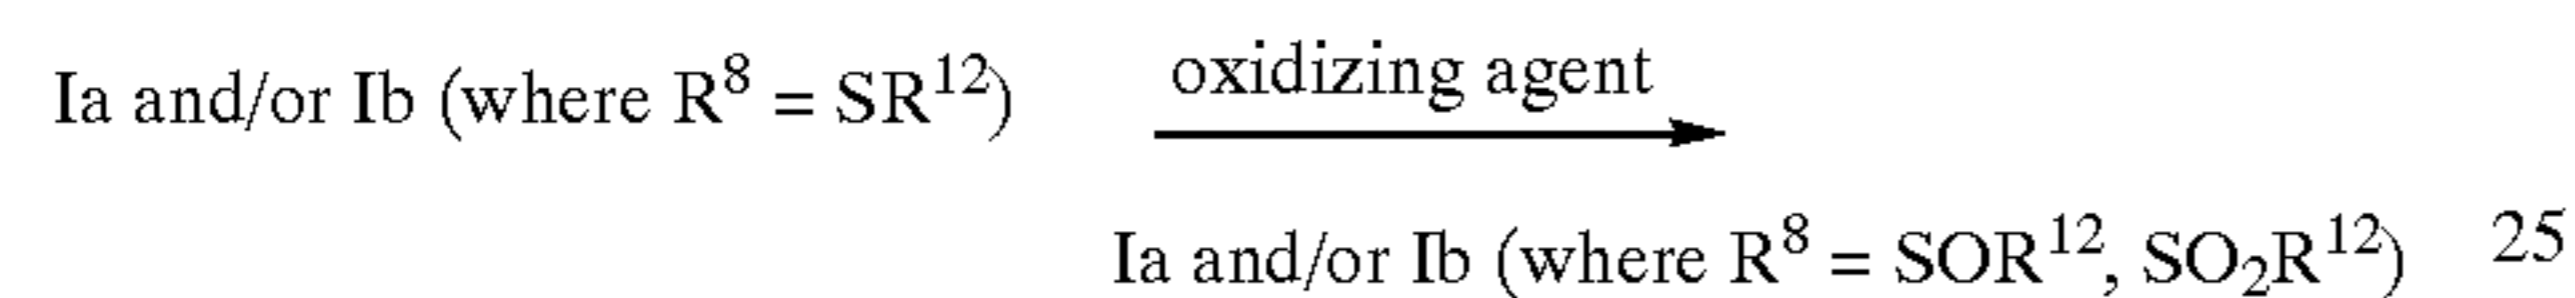 oxidizing agent
Ia and/or Ib (where R⁸ = SR¹²)
Ia and/or Ib (where R⁸ = SOR¹², SO₂R¹²) 25